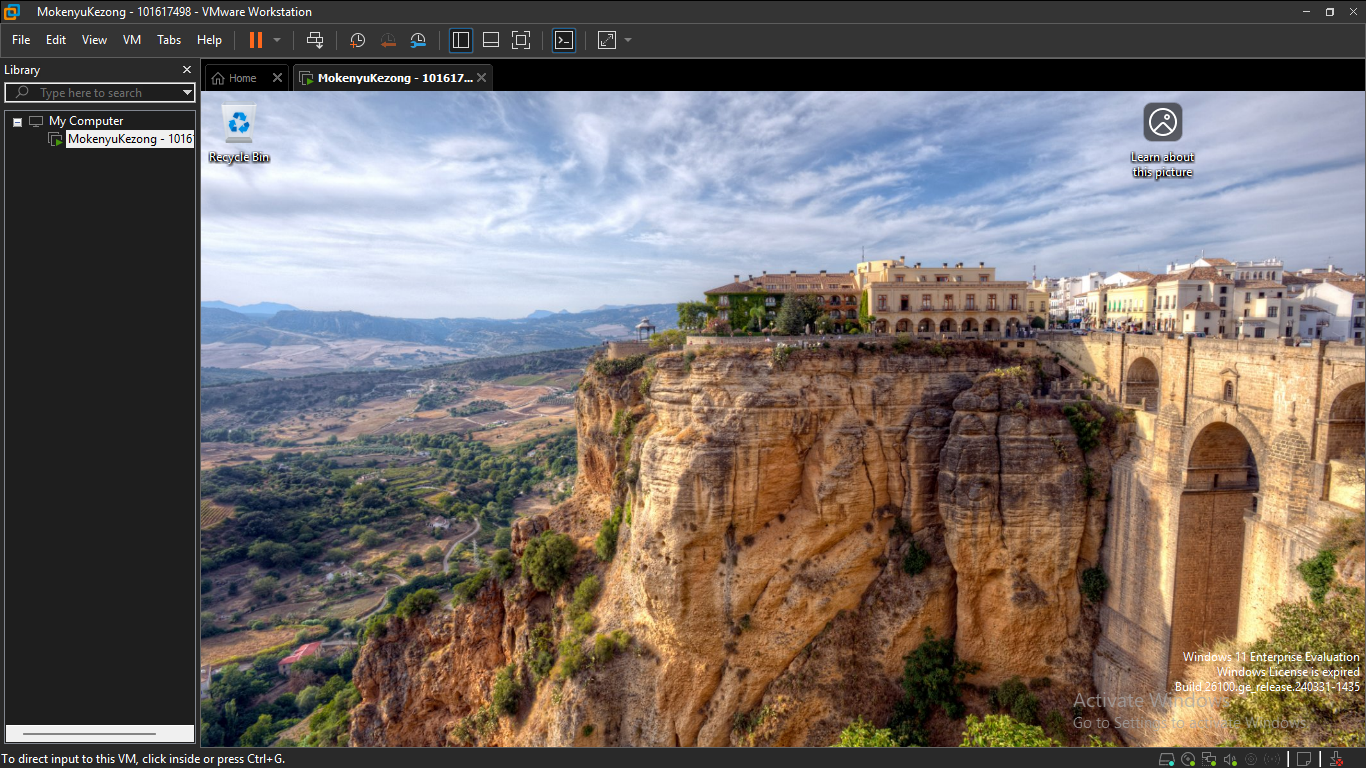 MokenyuKezong - 101617498 - VMware Workstation
File Edit View VM Tabs Help
Library
Type here to search
My Computer
MokenyuKezong - 1016
Home
MokenyuKezong - 101617...
Recycle Bin
Learn about
this picture
Windows 11 Enterprise Evaluation
Windows License is expired
Build 26100.ge_release.240331-1435
Activate Windows
Go to Settings to activate Windows.
To direct input to this VM, click inside or press Ctrl+G.